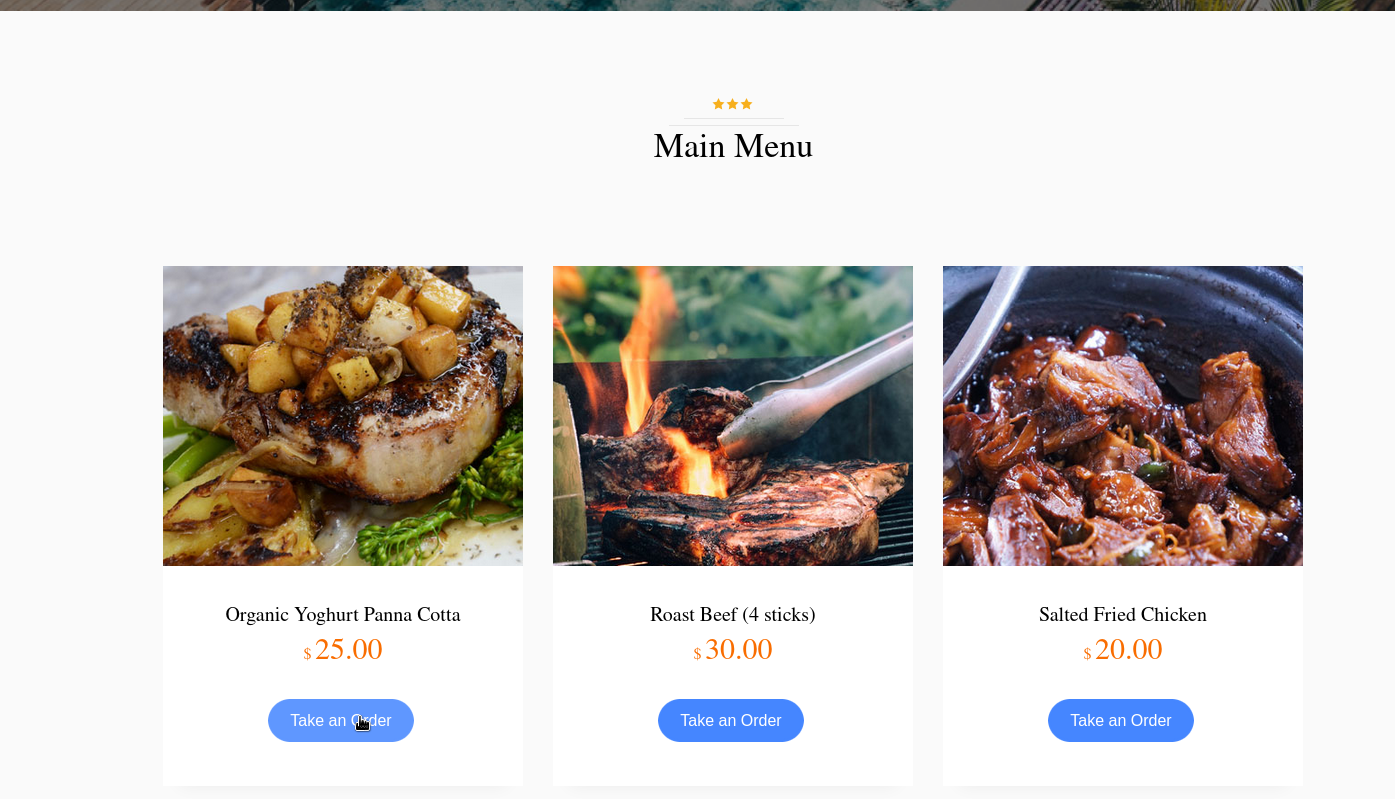 Main Menu
Organic Yoghurt Panna Cotta
$ 25.00
Take an Order
Roast Beef (4 sticks)
$ 30.00
Take an Order
Salted Fried Chicken
$ 20.00
Take an Order